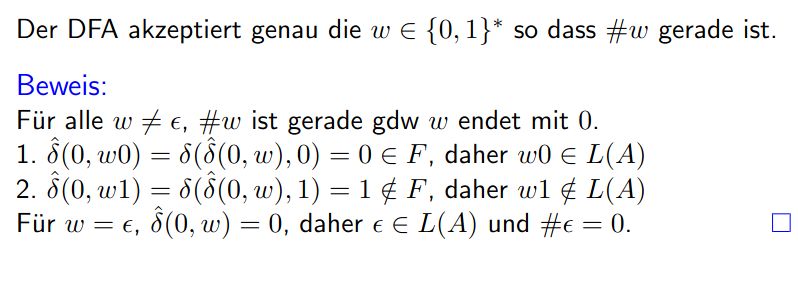 Der DFA akzeptiert genau die w ∈ {0, 1}* so dass #w gerade ist.
Beweis:
Für alle w ≠ ϵ, #w ist gerade gdw w endet mit 0.
1. δ̂(0, w0) = δ(δ̂(0, w), 0) = 0 ∈ F, daher w0 ∈ L(A)
2. δ̂(0, w1) = δ(δ̂(0, w), 1) = 1 ∉ F, daher w1 ∉ L(A)
Für w = ϵ, δ̂(0, w) = 0, daher ϵ ∈ L(A) und #ϵ = 0. □